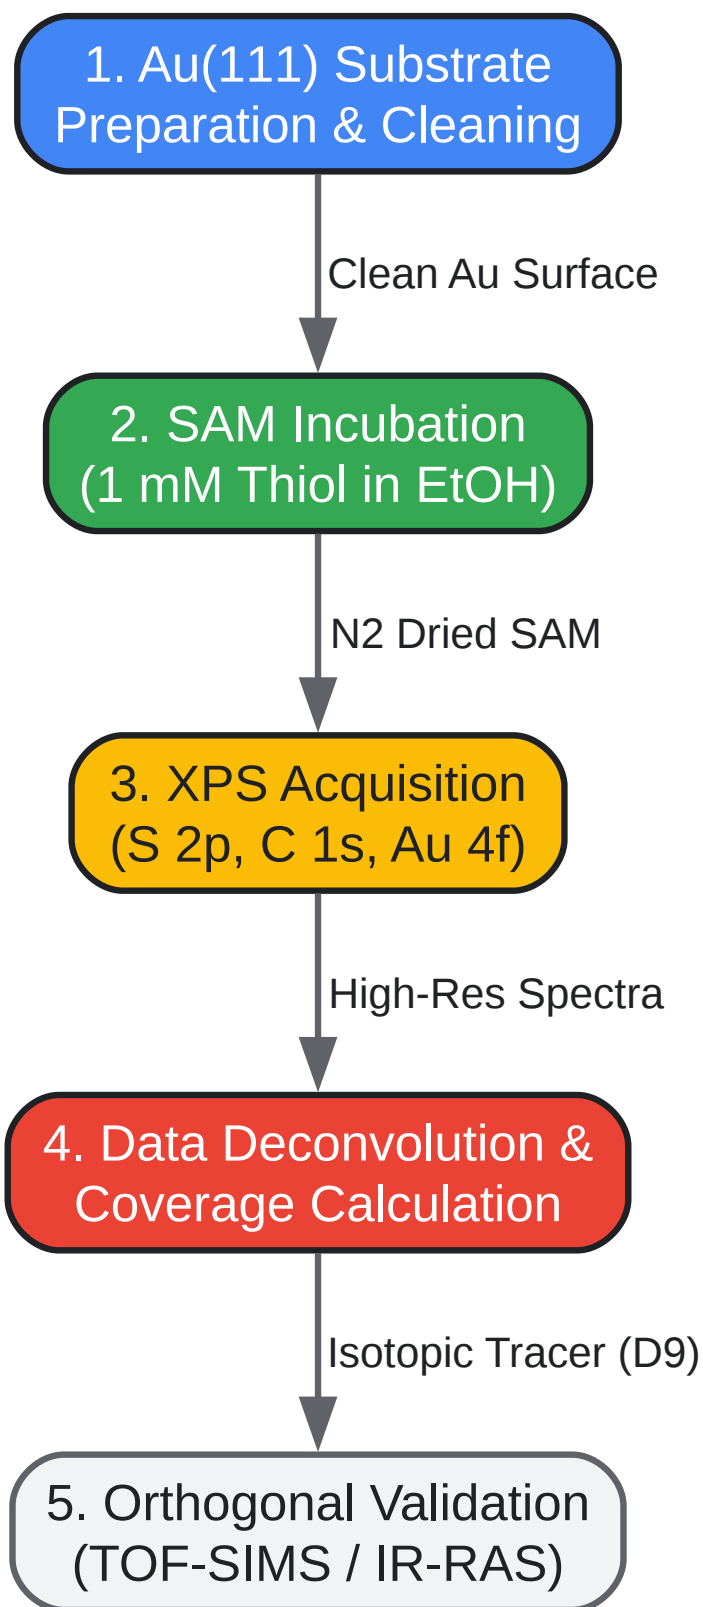 1. Au(111) Substrate
Preparation & Cleaning
Clean Au Surface
2. SAM Incubation
(1 mM Thiol in EtOH)
N2 Dried SAM
3. XPS Acquisition
(S 2p, C 1s, Au 4f)
High-Res Spectra
4. Data Deconvolution &
Coverage Calculation
Isotopic Tracer (D9)
5. Orthogonal Validation
(TOF-SIMS / IR-RAS)